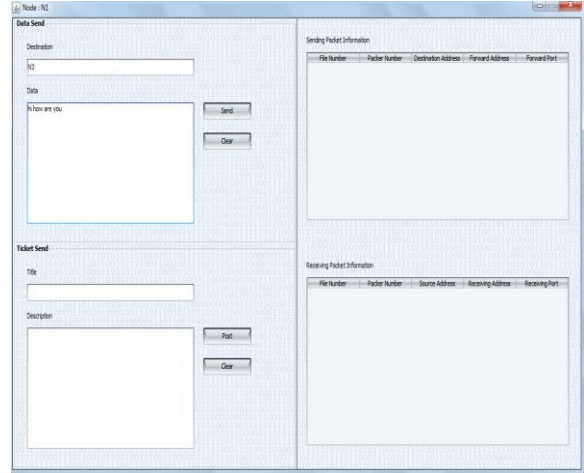 Node : N1
Data Send
Destination
N3
Data
hi how are you
Send
Clear
Ticket Send
Title
Description
Post
Clear
Sending Packet Information
File Number Packer Number Destination Address Forward Address Forward Port
Receiving Packet Information
File Number Packer Number Source Address Receiving Address Receiving Port